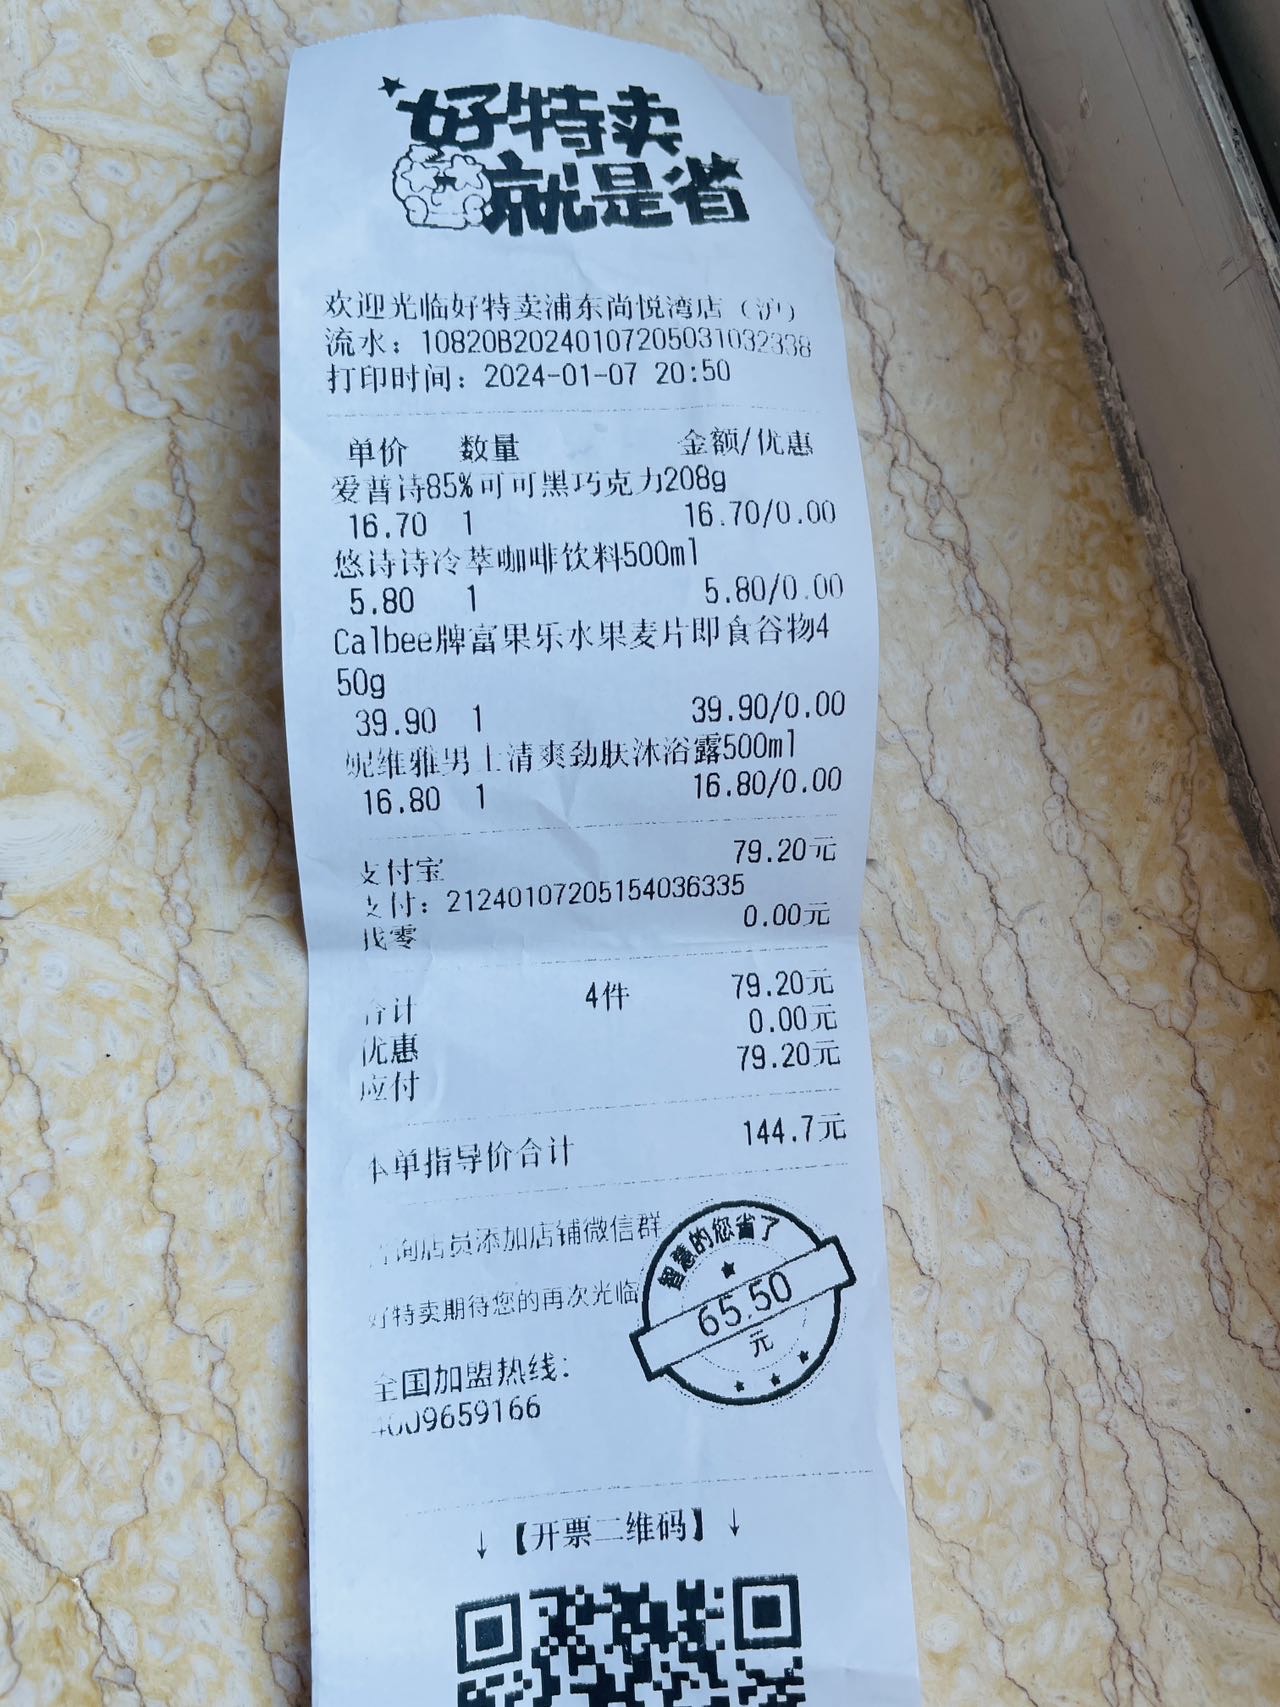 好特卖
就是省
欢迎光临好特卖浦东尚悦湾店（沪）
流水：10820B20240107205031032338
打印时间：2024-01-07 20:50
单价 数量 金额/优惠
爱普诗85%可可黑巧克力208g
16.70 1 16.70/0.00
悠诗诗冷萃咖啡饮料500ml
5.80 1 5.80/0.00
Calbee牌富果乐水果麦片即食谷物4
50g
39.90 1 39.90/0.00
妮维雅男士清爽劲肤沐浴露500ml
16.80 1 16.80/0.00
支付宝 79.20元
支付：21240107205154036335
找零 0.00元
合计 4件 79.20元
优惠 0.00元
应付 79.20元
本单指导价合计 144.7元
询店员添加店铺微信群
好特卖期待您的再次光临
智慧的您省了
65.50
元
全国加盟热线：
4009659166
↓【开票二维码】↓